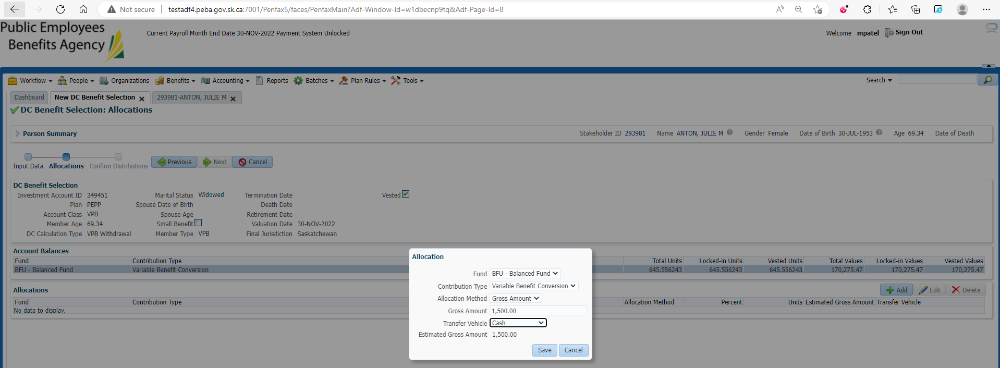 Not secure testadf4.peba.gov.sk.ca:7001/Penfax5/faces/PenfaxMain?Adf-Window-Id=w1dbecnp9tq&Adf-Page-Id=8
Public Employees
Benefits Agency
Current Payroll Month End Date 30-NOV-2022 Payment System Unlocked
Welcome mpatel Sign Out
Workflow People Organizations Benefits Accounting Reports Batches Plan Rules Tools Search
Dashboard New DC Benefit Selection 293981-ANTON, JULIE M
DC Benefit Selection: Allocations
Person Summary Stakeholder ID 293981 Name ANTON, JULIE M Gender Female Date of Birth 30-JUL-1953 Age 69.34 Date of Death
Previous Next Cancel
Input Data Allocations Confirm Distributions
DC Benefit Selection
Investment Account ID 349451 Marital Status Widowed Termination Date Vested
Plan PEPP Spouse Date of Birth Death Date
Account Class VPB Spouse Age Retirement Date
Member Age 69.34 Small Benefit Valuation Date 30-NOV-2022
DC Calculation Type VPB Withdrawal Member Type VPB Final Jurisdiction Saskatchewan
Account Balances
Fund Contribution Type Total Units Locked-in Units Vested Units Total Values Locked-in Values Vested Values
BFU - Balanced Fund Variable Benefit Conversion 645.556243 645.556243 645.556243 170,275.47 170,275.47 170,275.47
Allocations Add Edit Delete
Fund Contribution Type Allocation Method Percent Units Estimated Gross Amount Transfer Vehicle
No data to display.
Allocation
Fund BFU - Balanced Fund
Contribution Type Variable Benefit Conversion
Allocation Method Gross Amount
Gross Amount 1,500.00
Transfer Vehicle Cash
Estimated Gross Amount 1,500.00
Save Cancel